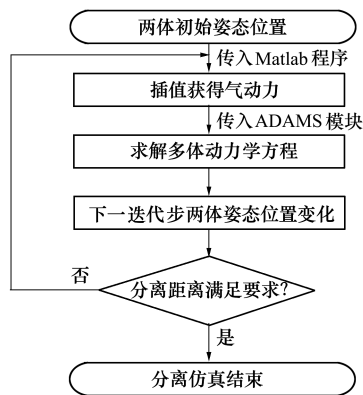 两体初始姿态位置
传入Matlab程序
插值获得气动力
传入ADAMS模块
求解多体动力学方程
下一迭代步两体姿态位置变化
否
分离距离满足要求?
是
分离仿真结束